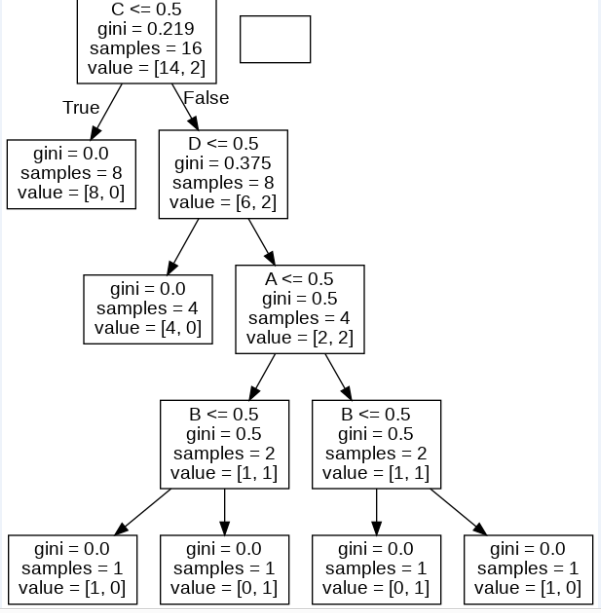 C <= 0.5
gini = 0.219
samples = 16
value = [14, 2]
True
False
gini = 0.0
samples = 8
value = [8, 0]
D <= 0.5
gini = 0.375
samples = 8
value = [6, 2]
gini = 0.0
samples = 4
value = [4, 0]
A <= 0.5
gini = 0.5
samples = 4
value = [2, 2]
B <= 0.5
gini = 0.5
samples = 2
value = [1, 1]
B <= 0.5
gini = 0.5
samples = 2
value = [1, 1]
gini = 0.0
samples = 1
value = [1, 0]
gini = 0.0
samples = 1
value = [0, 1]
gini = 0.0
samples = 1
value = [0, 1]
gini = 0.0
samples = 1
value = [1, 0]